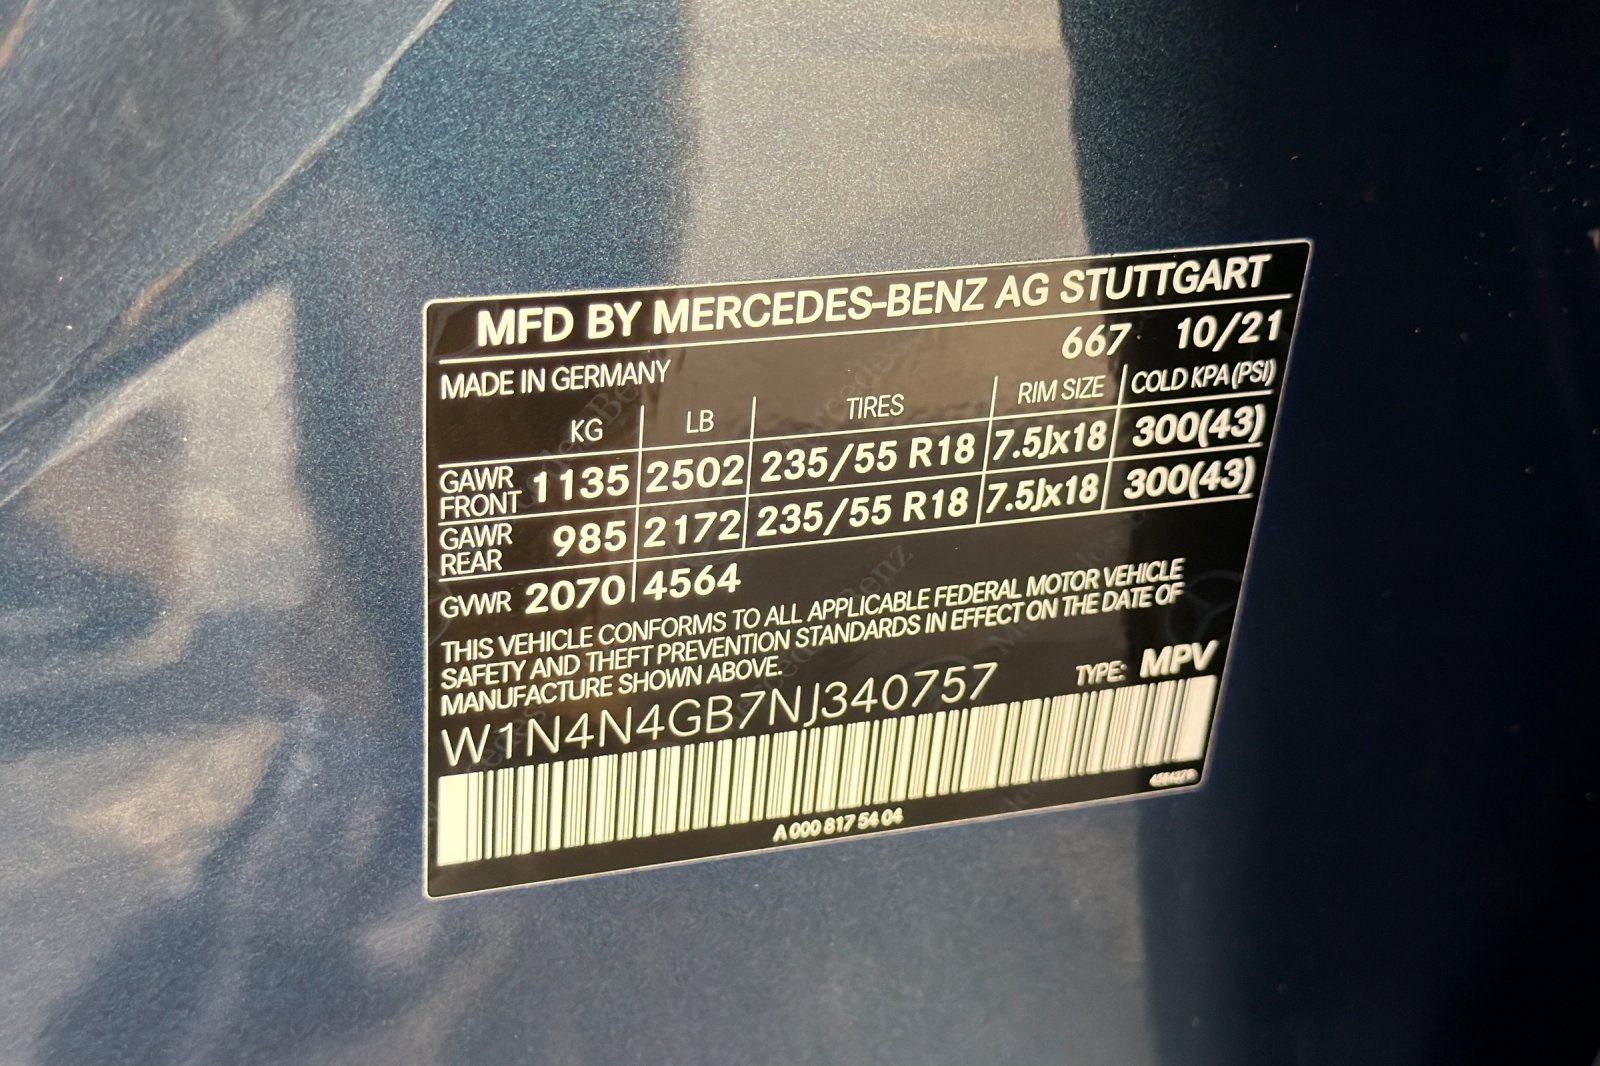 MFD BY MERCEDES-BENZ AG STUTTGART
MADE IN GERMANY 667 10/21
KG LB TIRES RIM SIZE COLD KPA(PSI)
GAWR FRONT 1135 2502 235/55 R18 7.5Jx18 300(43)
GAWR REAR 985 2172 235/55 R18 7.5Jx18 300(43)
GVWR 2070 4564
THIS VEHICLE CONFORMS TO ALL APPLICABLE FEDERAL MOTOR VEHICLE
SAFETY AND THEFT PREVENTION STANDARDS IN EFFECT ON THE DATE OF
MANUFACTURE SHOWN ABOVE.
W1N4N4GB7NJ340757 TYPE: MPV
A 000 817 54 04